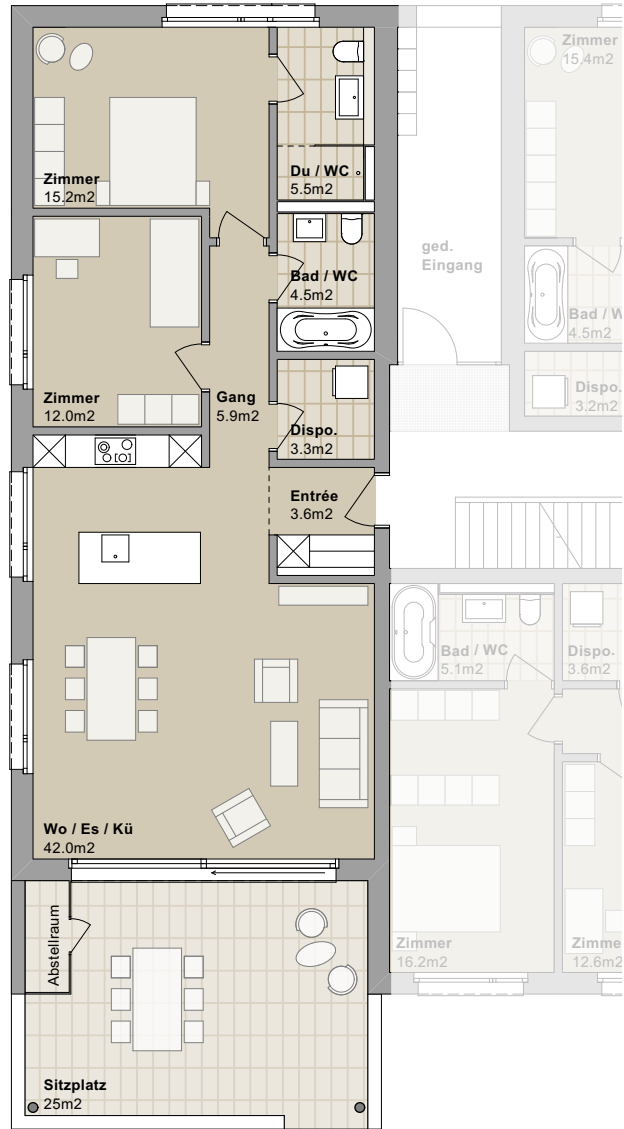 Zimmer
15.2m2
Du / WC
5.5m2
Zimmer
15.4m2
ged.
Eingang
Bad / WC
4.5m2
Bad / W
4.5m2
Zimmer
12.0m2
Gang
5.9m2
Dispo.
3.3m2
Dispo.
3.2m2
Entrée
3.6m2
Bad / WC
5.1m2
Dispo.
3.6m2
Wo / Es / Kü
42.0m2
Abstellraum
Zimmer
16.2m2
Zimme
12.6m2
Sitzplatz
25m2